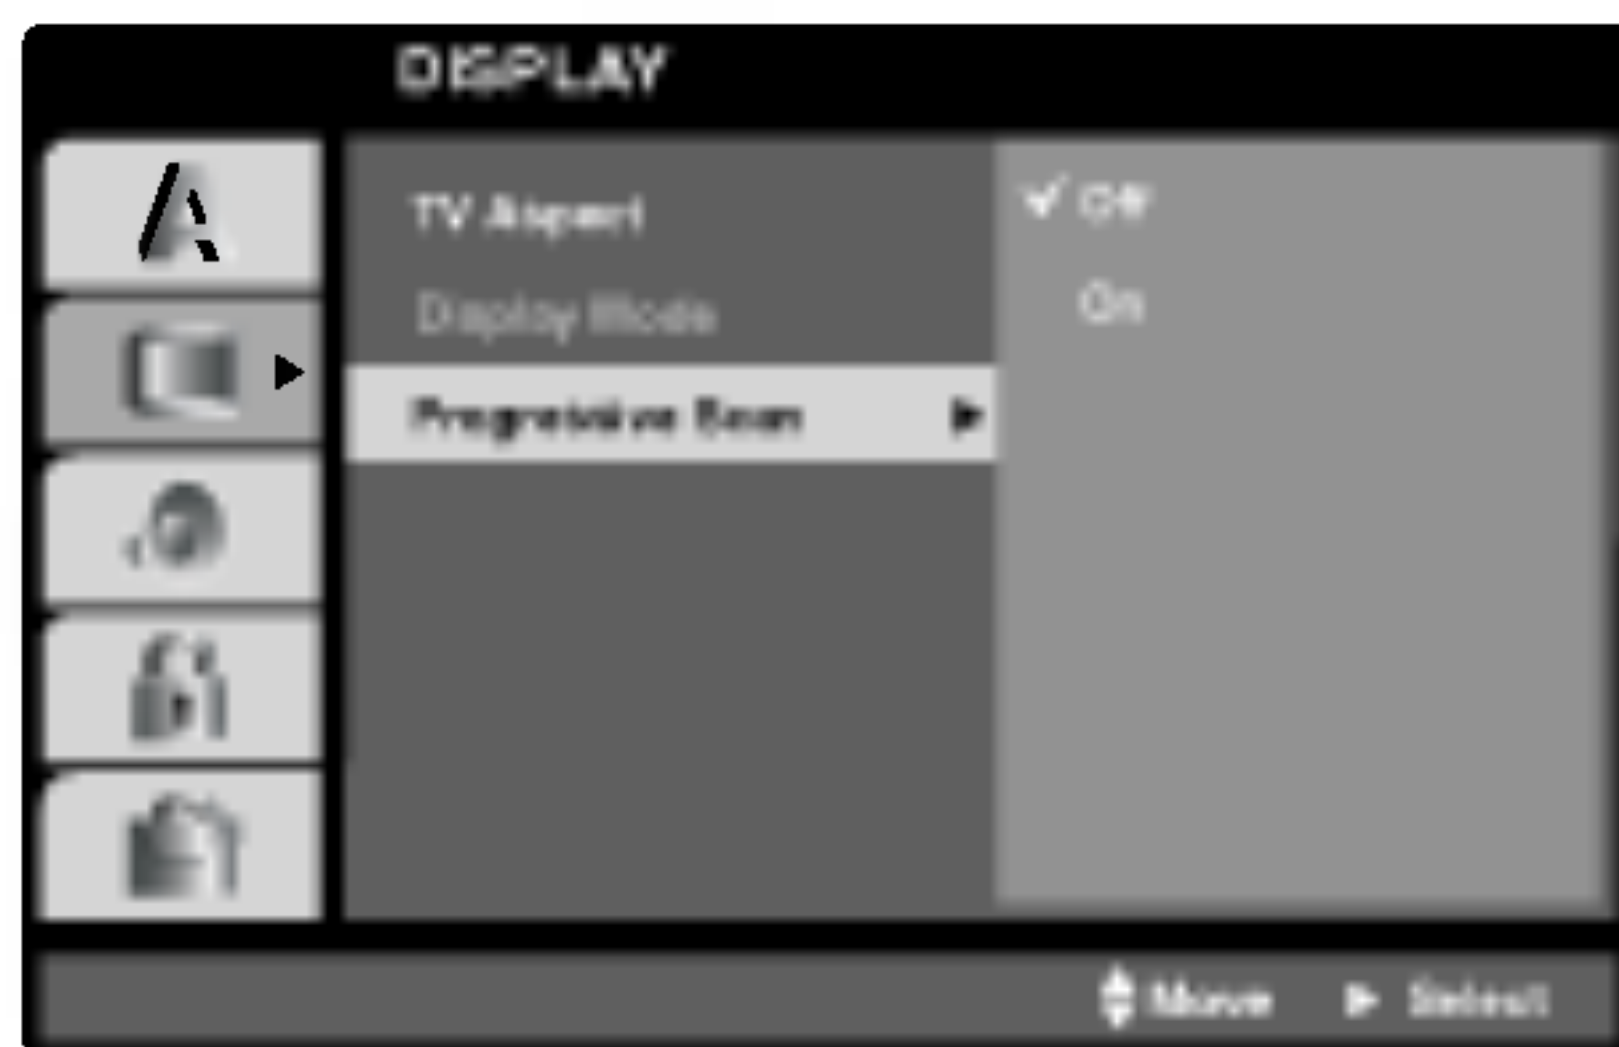 DISPLAY
TV Aspect
Display Mode
Progressive Scan
Off
On
Move
Select